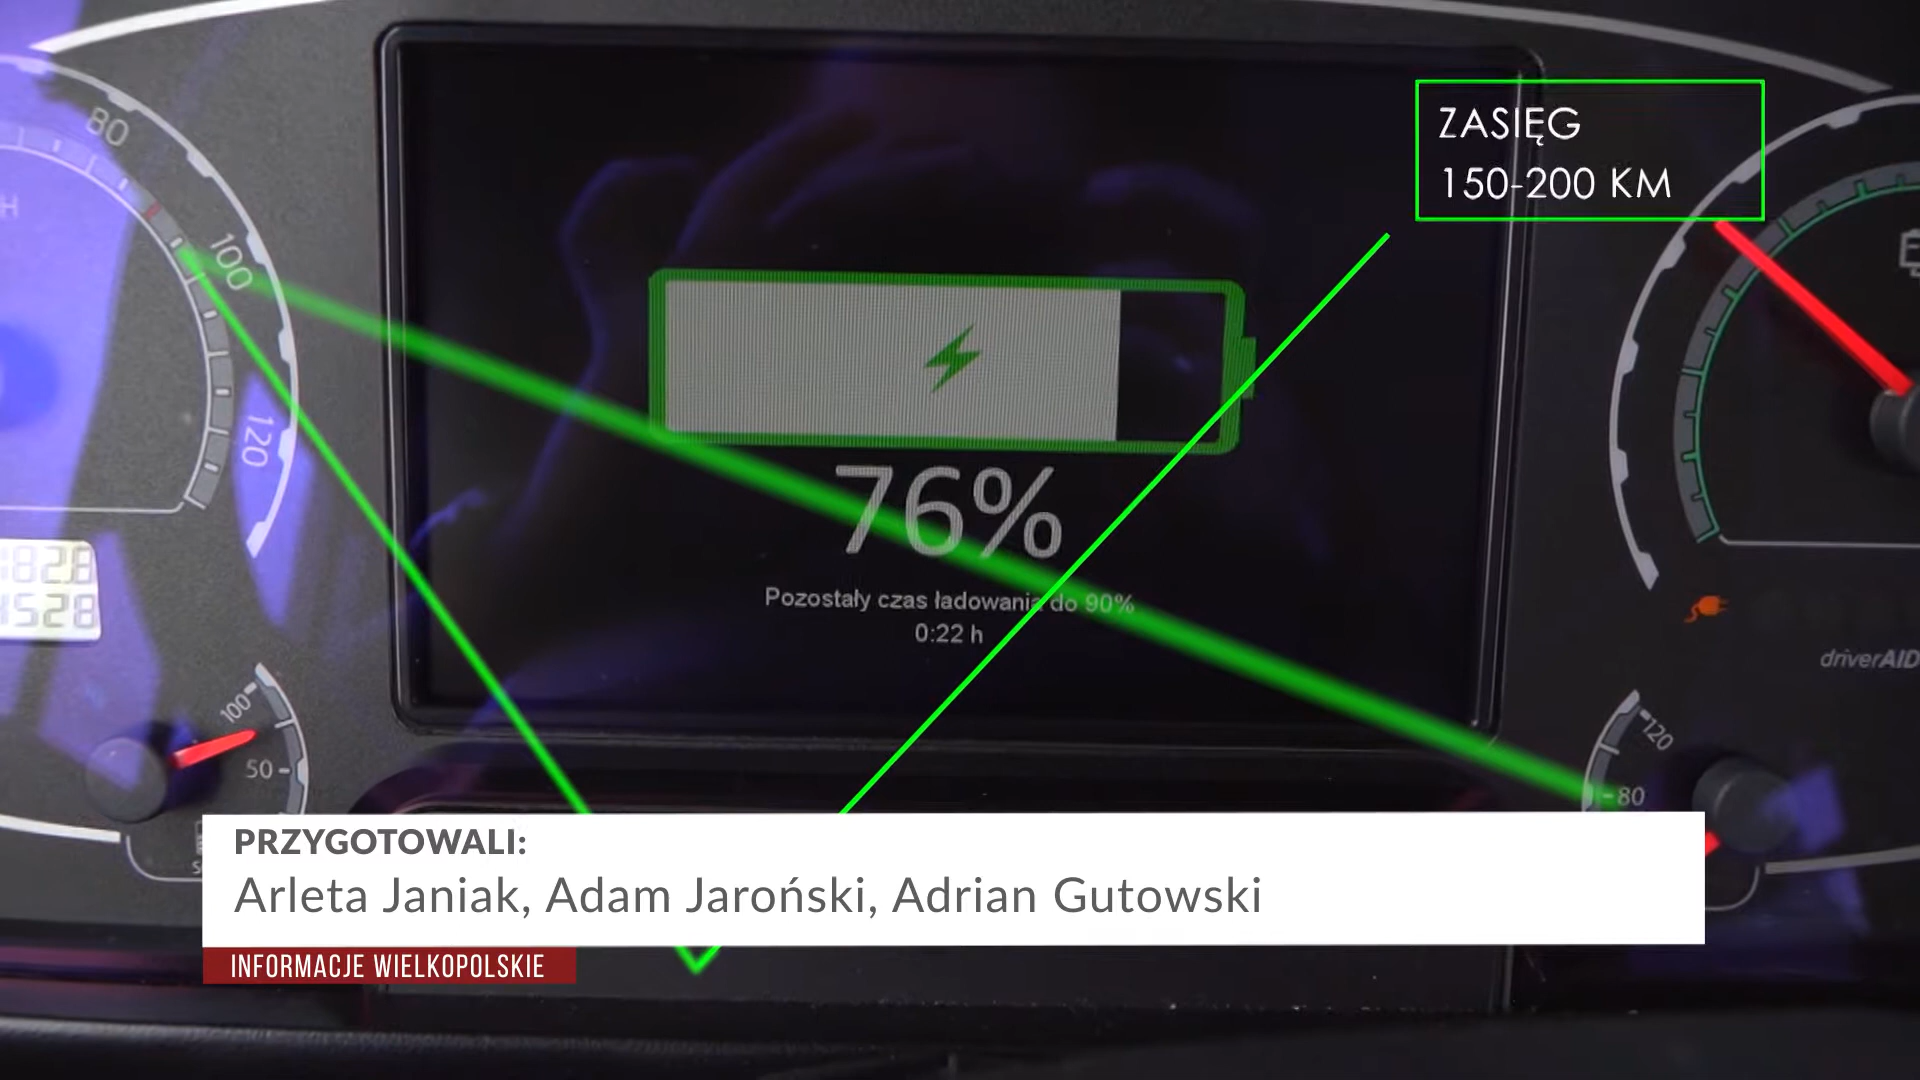 80
100
120
ZASIĘG
150-200 KM
76%
Pozostały czas ładowania do 90%
0:22 h
driverAID
100
50
120
80
PRZYGOTOWALI:
Arleta Janiak, Adam Jaroński, Adrian Gutowski
INFORMACJE WIELKOPOLSKIE